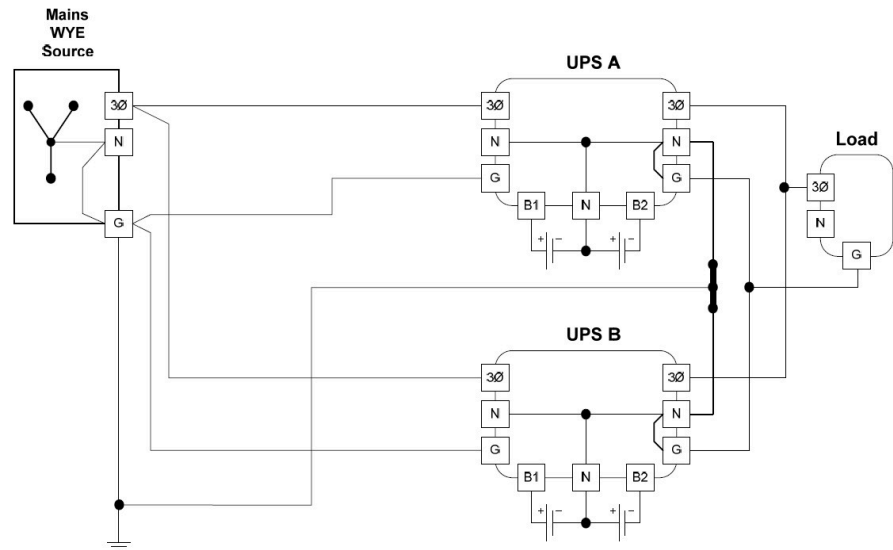 Mains
WYE
Source
3Ø
N
G
UPS A
3Ø
N
G
3Ø
N
G
B1
N
B2
+ − + −
Load
3Ø
N
G
UPS B
3Ø
N
G
3Ø
N
G
B1
N
B2
+ − + −